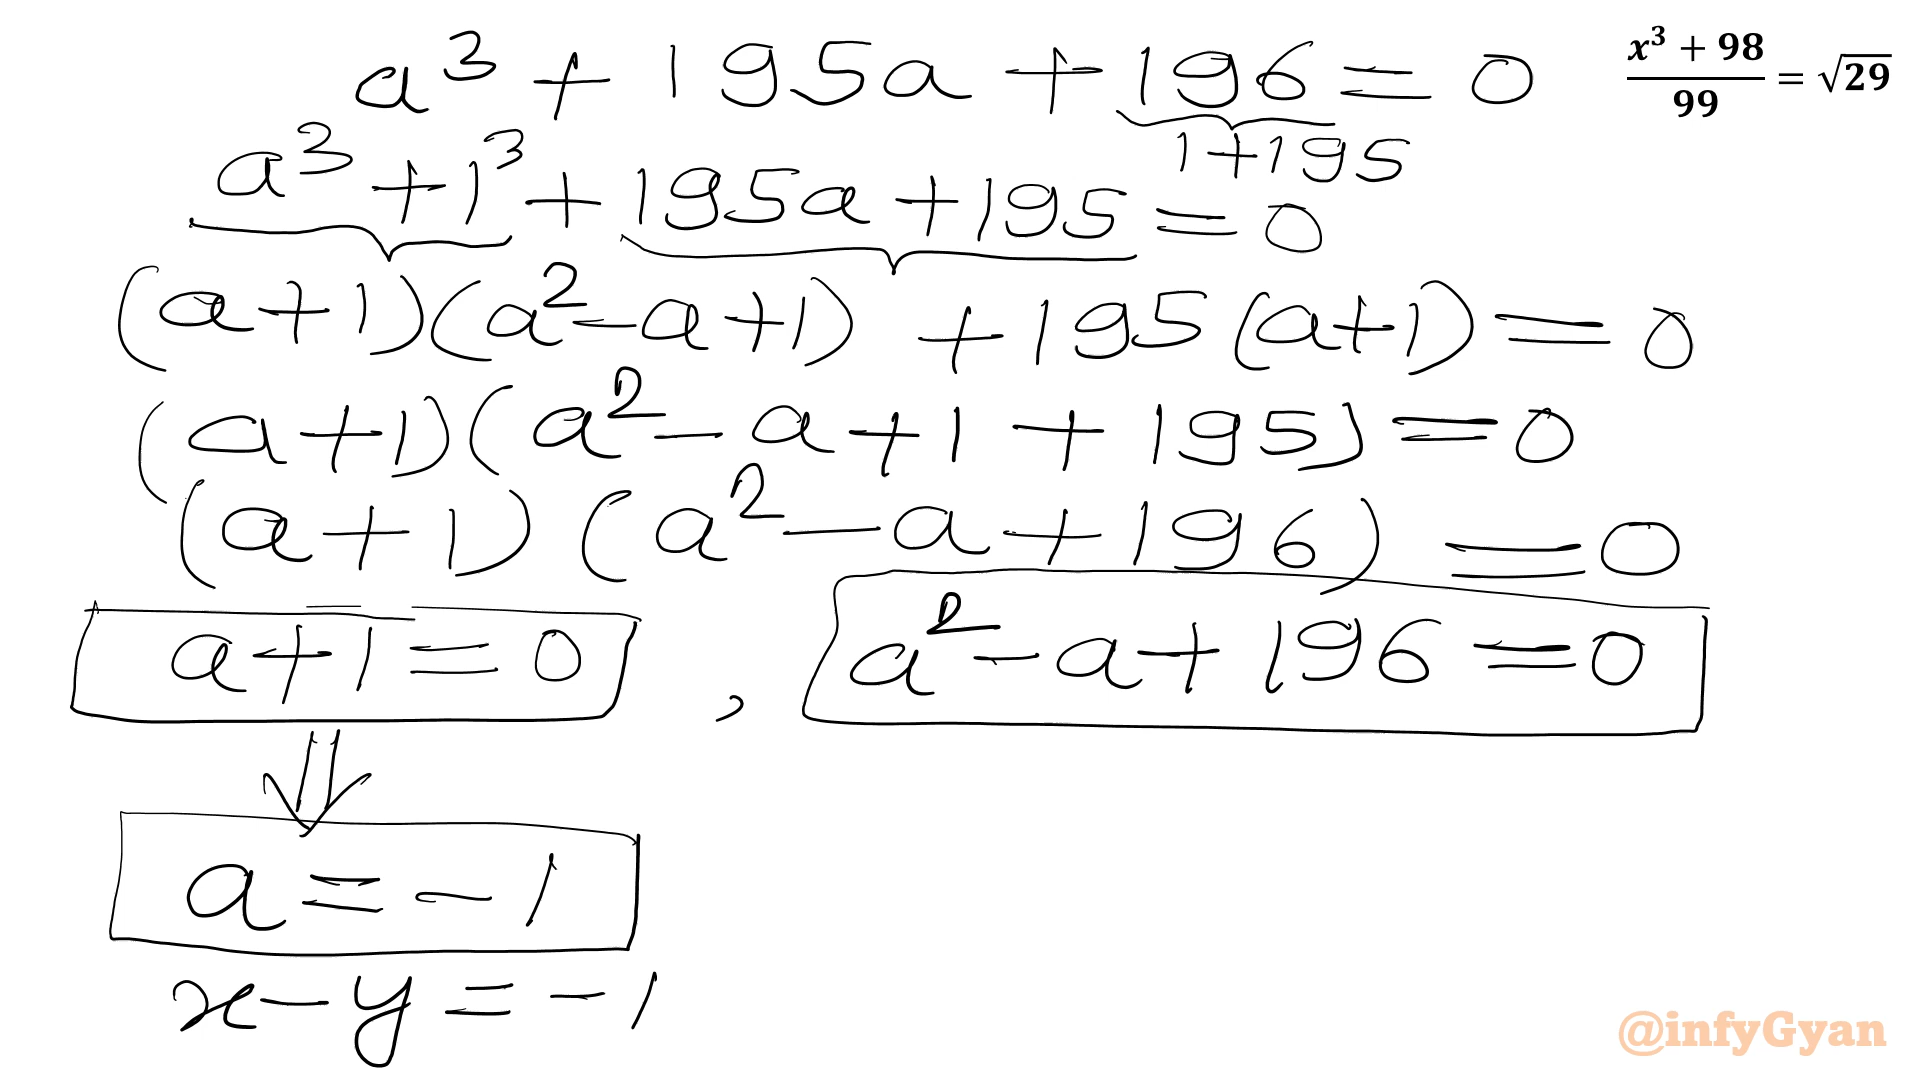 a³ + 195a + 196 = 0
1+195
a³ + 1³ + 195a + 195 = 0
(a+1)(a²-a+1) + 195(a+1) = 0
(a+1)(a²-a+1+195) = 0
(a+1)(a²-a+196) = 0
a+1=0 , a²-a+196=0
⇓
a = -1
x-y = -1
(x³ + 98)/99 = √29
@infyGyan